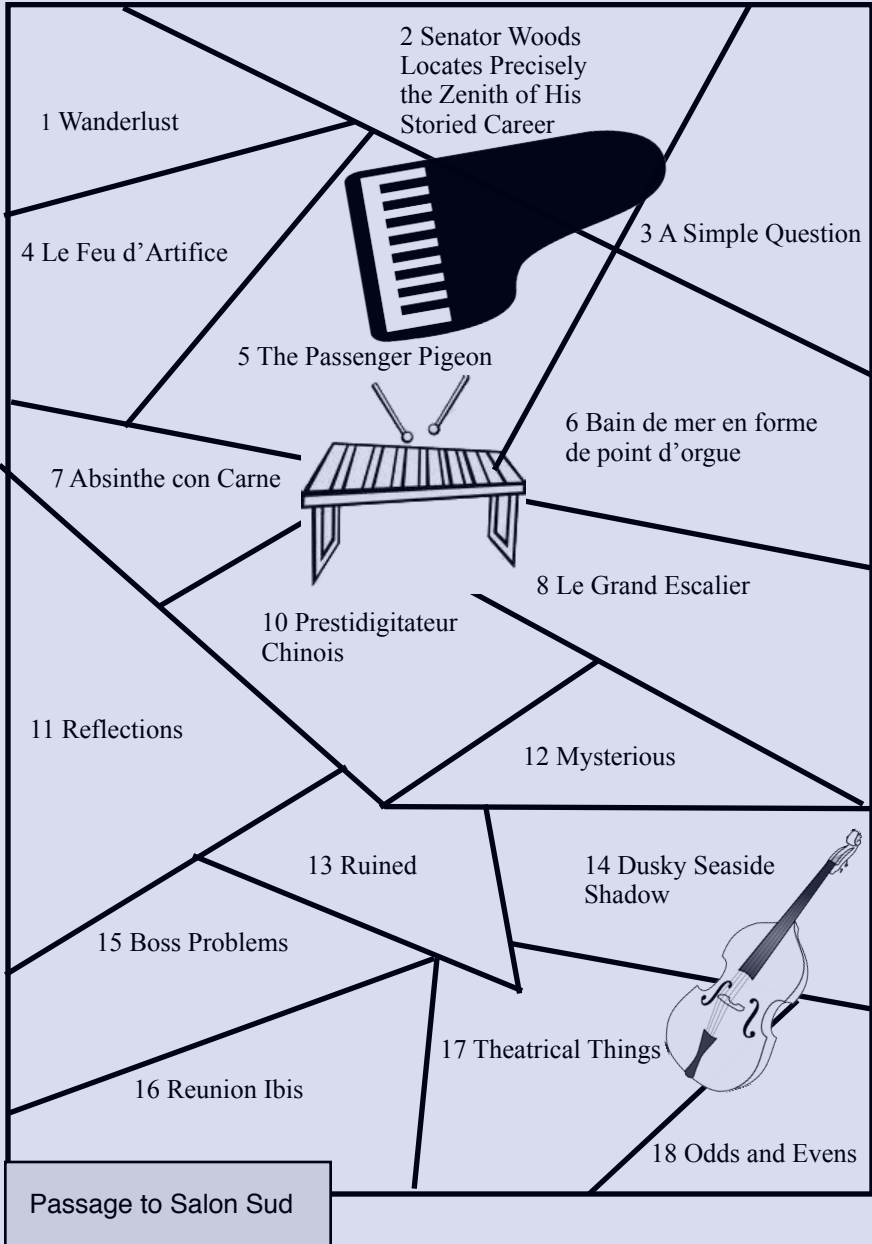 2 Senator Woods
Locates Precisely
the Zenith of His
Storied Career
1 Wanderlust
3 A Simple Question
4 Le Feu d’Artifice
5 The Passenger Pigeon
6 Bain de mer en forme
de point d’orgue
7 Absinthe con Carne
8 Le Grand Escalier
10 Prestidigitateur
Chinois
11 Reflections
12 Mysterious
13 Ruined
14 Dusky Seaside
Shadow
15 Boss Problems
16 Reunion Ibis
17 Theatrical Things
18 Odds and Evens
Passage to Salon Sud